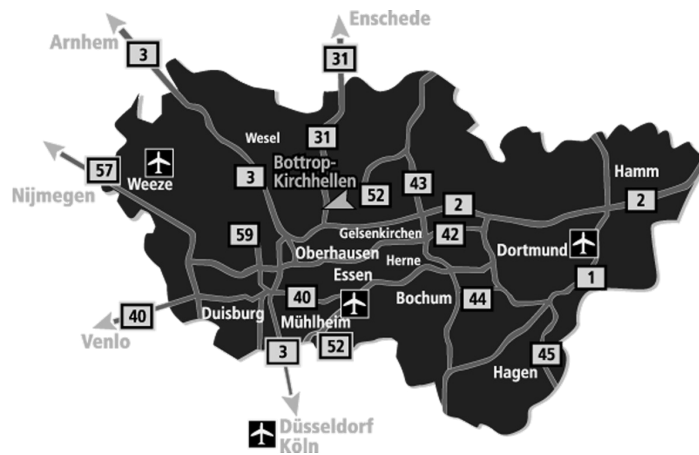 Enschede
Arnhem
3
31
31
Wesel
Bottrop-
Kirchhellen
57
Weeze
Nijmegen
3
52
43
Hamm
2
2
59
Gelsenkirchen
42
Oberhausen
Herne
Dortmund
Essen
1
40
Bochum
44
40
Duisburg
Mühlheim
Venlo
3
52
45
Hagen
Düsseldorf
Köln